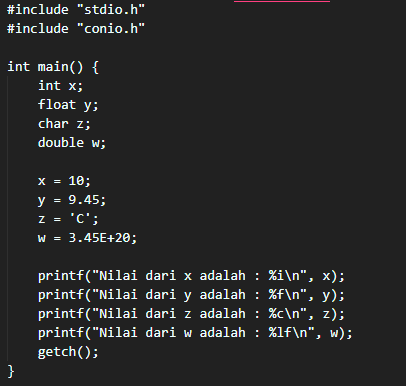 #include "stdio.h"
#include "conio.h"
int main() {
int x;
float y;
char z;
double w;
x = 10;
y = 9.45;
z = 'C';
w = 3.45E+20;
printf("Nilai dari x adalah : %i\n", x);
printf("Nilai dari y adalah : %f\n", y);
printf("Nilai dari z adalah : %c\n", z);
printf("Nilai dari w adalah : %lf\n", w);
getch();
}